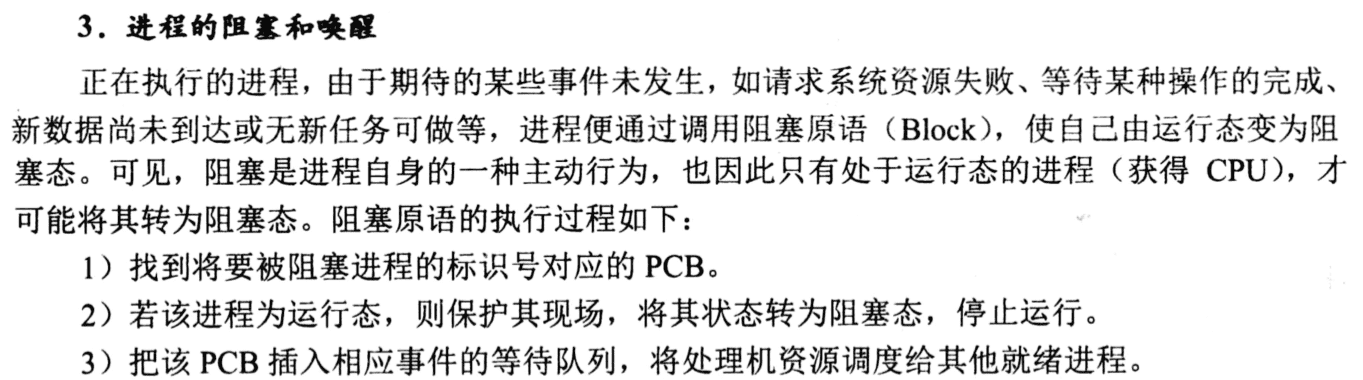 3．进程的阻塞和唤醒
正在执行的进程，由于期待的某些事件未发生，如请求系统资源失败、等待某种操作的完成、
新数据尚未到达或无新任务可做等，进程便通过调用阻塞原语（Block），使自己由运行态变为阻
塞态。可见，阻塞是进程自身的一种主动行为，也因此只有处于运行态的进程（获得 CPU），才
可能将其转为阻塞态。阻塞原语的执行过程如下：
1）找到将要被阻塞进程的标识号对应的 PCB。
2）若该进程为运行态，则保护其现场，将其状态转为阻塞态，停止运行。
3）把该 PCB 插入相应事件的等待队列，将处理机资源调度给其他就绪进程。